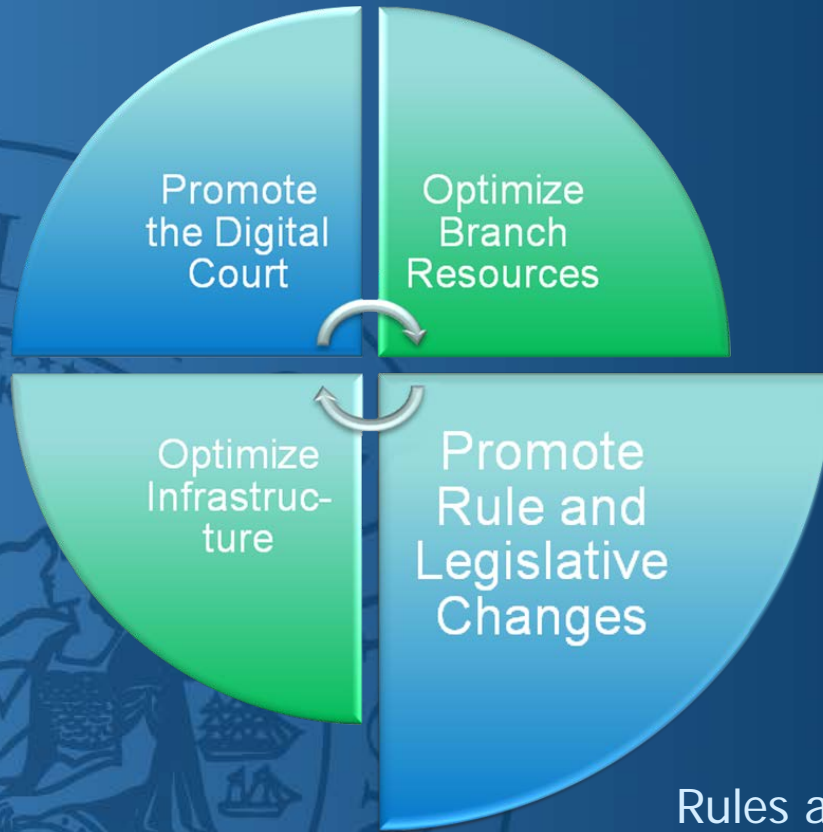 Promote
the Digital
Court
Optimize
Branch
Resources
Optimize
Infrastruc-
ture
Promote
Rule and
Legislative
Changes
Rules a